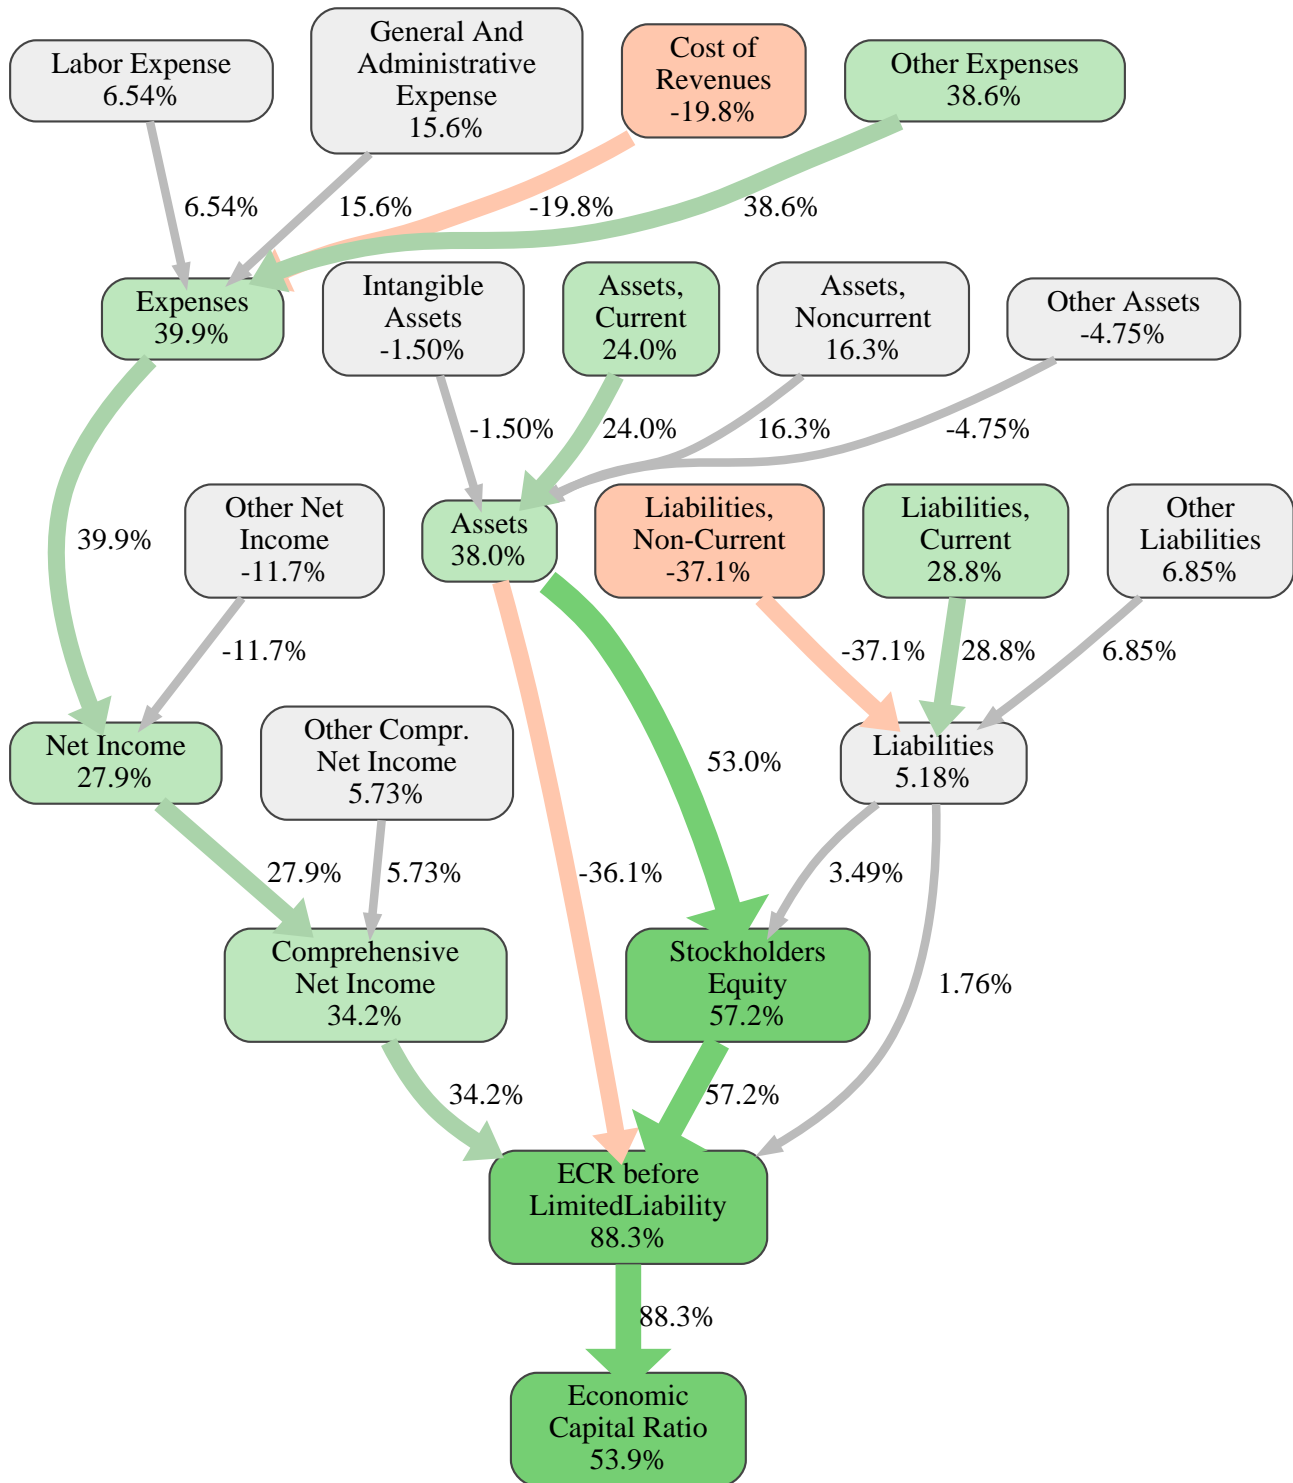 Labor Expense
6.54%
General And
Administrative
Expense
15.6%
Cost of
Revenues
-19.8%
Other Expenses
38.6%
6.54%
15.6%
-19.8%
38.6%
Expenses
39.9%
Intangible
Assets
-1.50%
Assets,
Current
24.0%
Assets,
Noncurrent
16.3%
Other Assets
-4.75%
-1.50%
24.0%
16.3%
-4.75%
39.9%
Other Net
Income
-11.7%
Assets
38.0%
Liabilities,
Non-Current
-37.1%
Liabilities,
Current
28.8%
Other
Liabilities
6.85%
-11.7%
-37.1%
28.8%
6.85%
Net Income
27.9%
Other Compr.
Net Income
5.73%
53.0%
Liabilities
5.18%
27.9%
5.73%
-36.1%
3.49%
Comprehensive
Net Income
34.2%
Stockholders
Equity
57.2%
1.76%
34.2%
57.2%
ECR before
LimitedLiability
88.3%
88.3%
Economic
Capital Ratio
53.9%